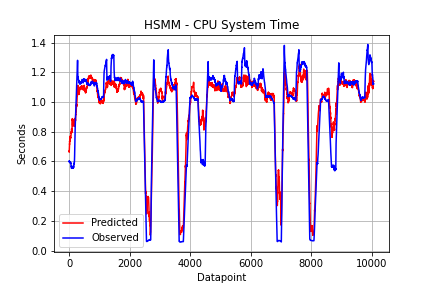 HSMM - CPU System Time
1.4
1.2
1.0
0.8
0.6
0.4
0.2
0.0
Seconds
Predicted
Observed
0 2000 4000 6000 8000 10000
Datapoint